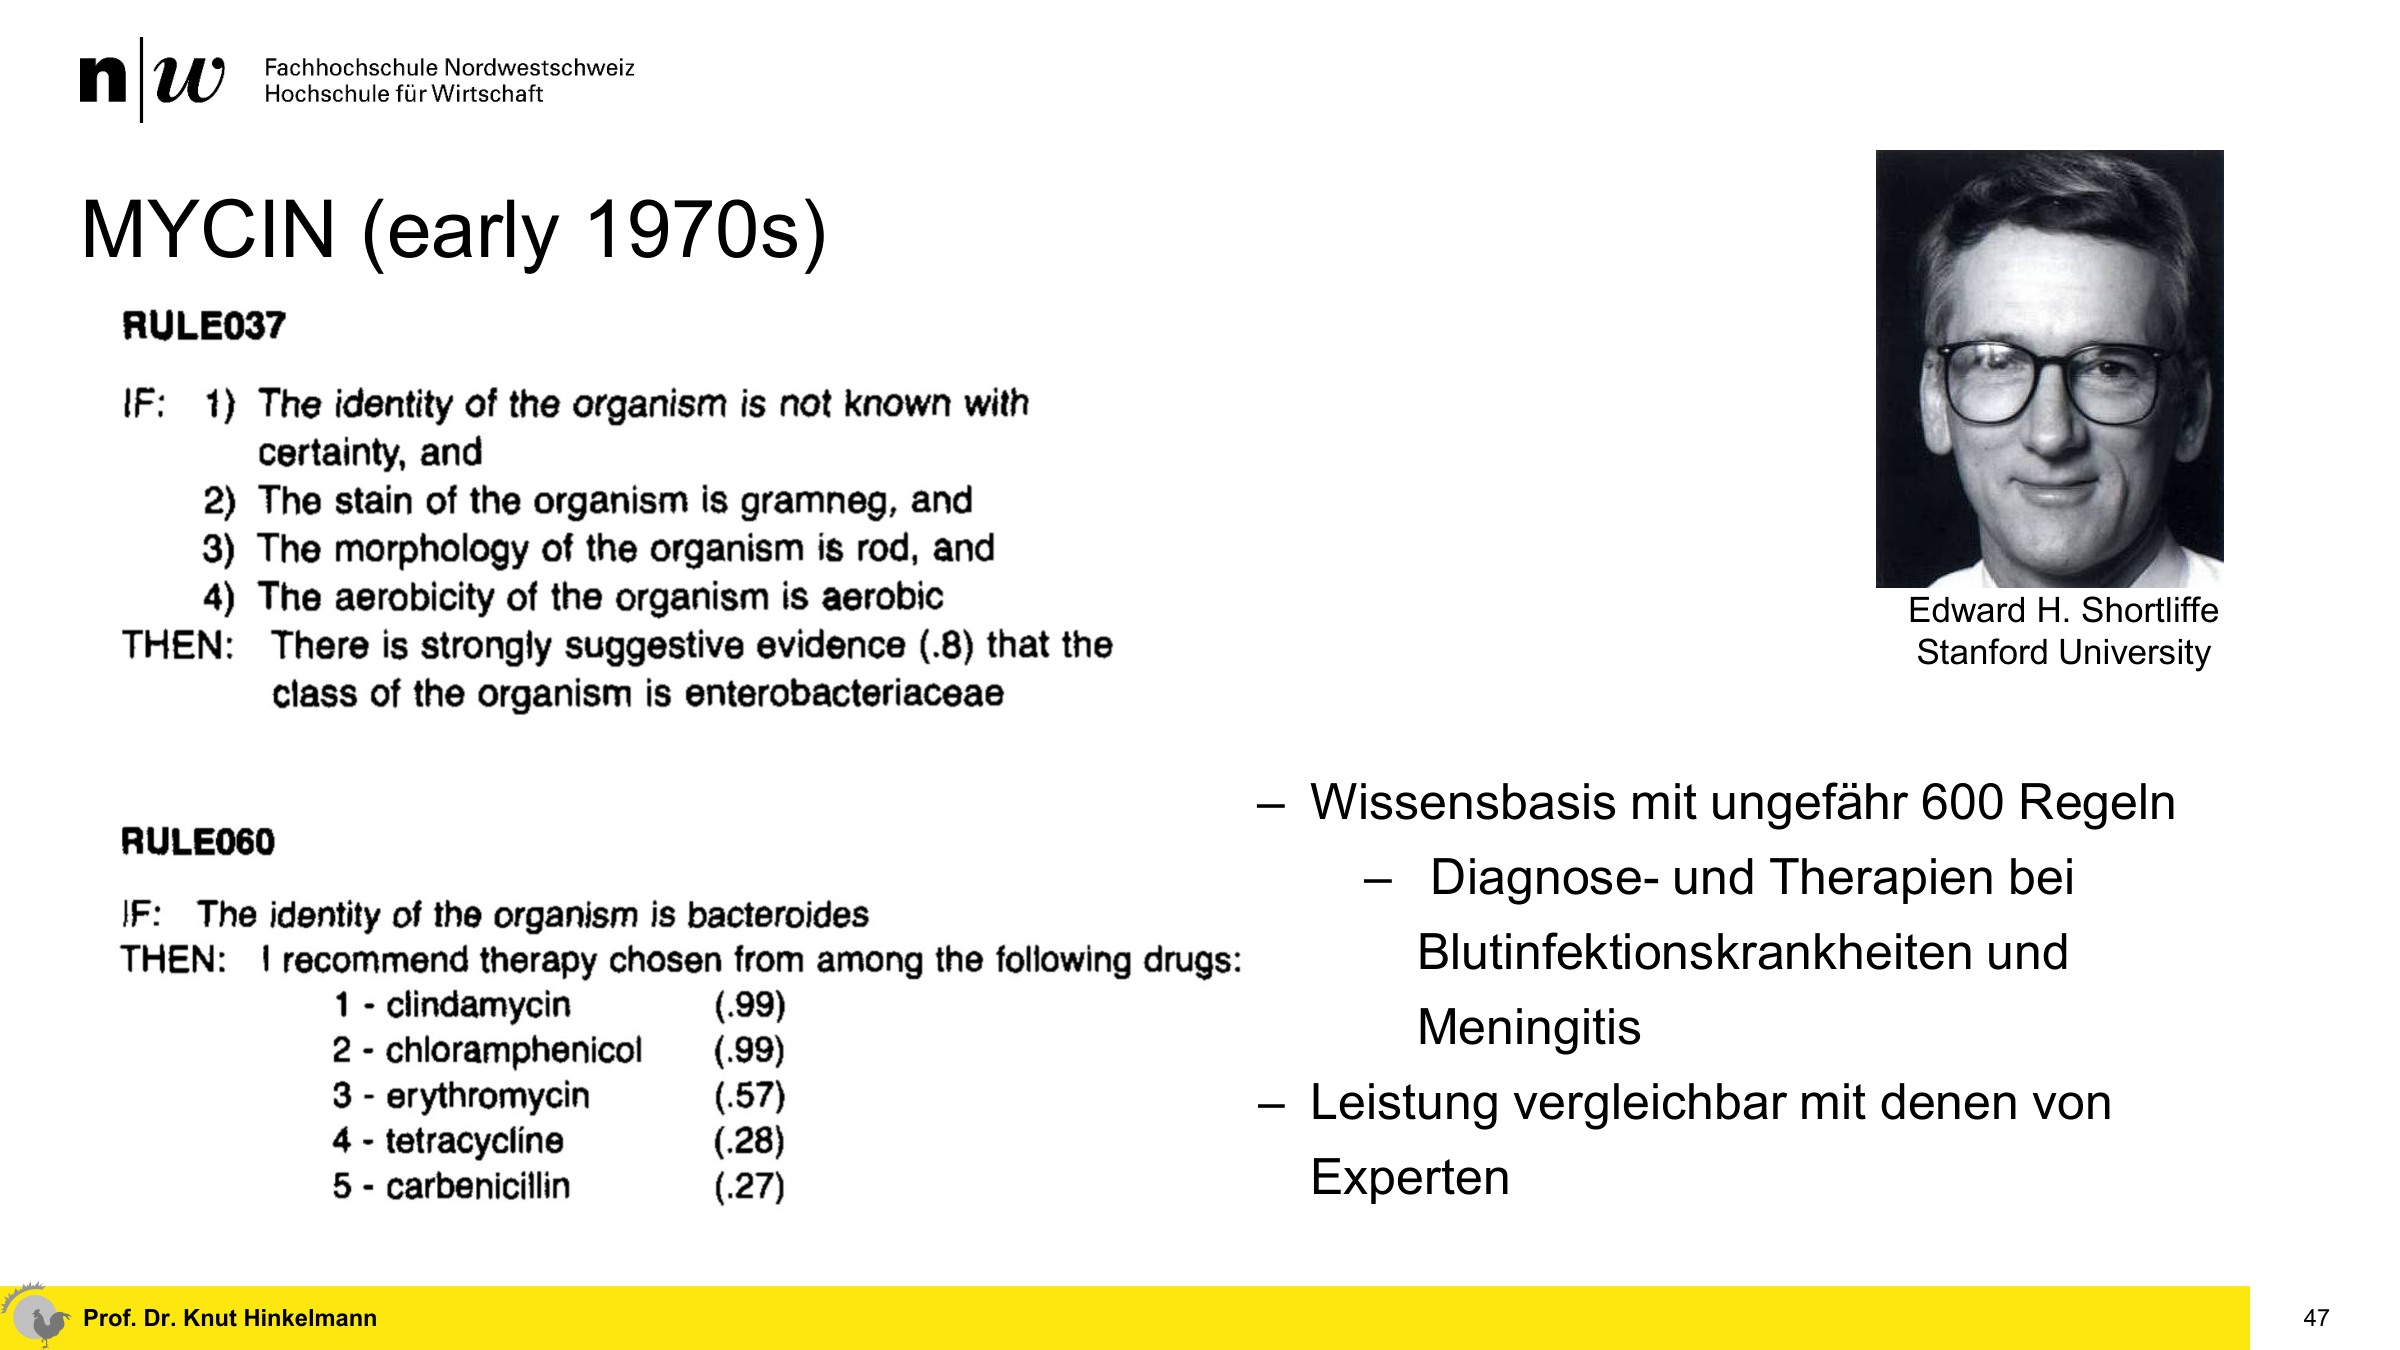 n|w
Fachhochschule Nordwestschweiz
Hochschule für Wirtschaft
MYCIN (early 1970s)
RULE037
IF: 1) The identity of the organism is not known with
certainty, and
2) The stain of the organism is gramneg, and
3) The morphology of the organism is rod, and
4) The aerobicity of the organism is aerobic
THEN: There is strongly suggestive evidence (.8) that the
class of the organism is enterobacteriaceae
RULE060
IF: The identity of the organism is bacteroides
THEN: I recommend therapy chosen from among the following drugs:
1 - clindamycin (.99)
2 - chloramphenicol (.99)
3 - erythromycin (.57)
4 - tetracycline (.28)
5 - carbenicillin (.27)
Edward H. Shortliffe
Stanford University
– Wissensbasis mit ungefähr 600 Regeln
– Diagnose- und Therapien bei
Blutinfektionskrankheiten und
Meningitis
– Leistung vergleichbar mit denen von
Experten
Prof. Dr. Knut Hinkelmann
47